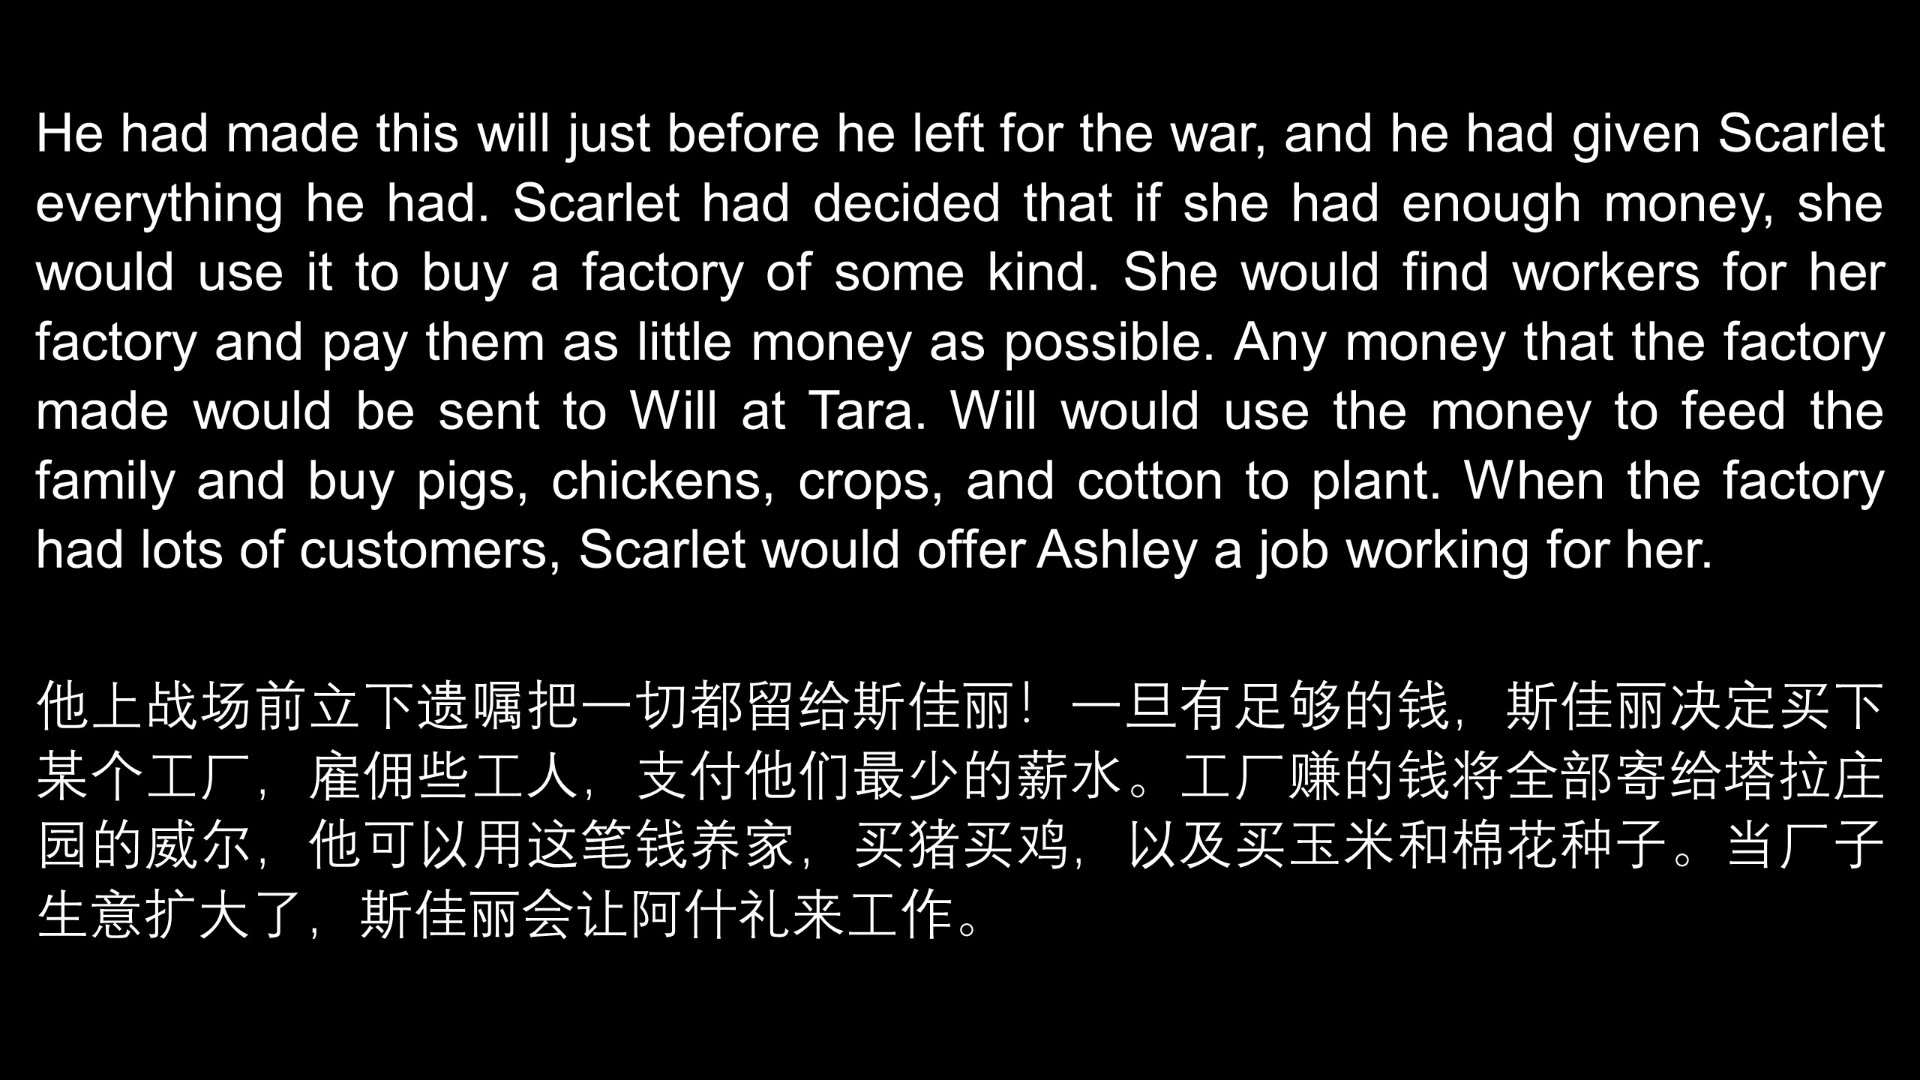 He had made this will just before he left for the war, and he had given Scarlet
everything he had. Scarlet had decided that if she had enough money, she
would use it to buy a factory of some kind. She would find workers for her
factory and pay them as little money as possible. Any money that the factory
made would be sent to Will at Tara. Will would use the money to feed the
family and buy pigs, chickens, crops, and cotton to plant. When the factory
had lots of customers, Scarlet would offer Ashley a job working for her.
他上战场前立下遗嘱把一切都留给斯佳丽！一旦有足够的钱，斯佳丽决定买下
某个工厂，雇佣些工人，支付他们最少的薪水。工厂赚的钱将全部寄给塔拉庄
园的威尔，他可以用这笔钱养家，买猪买鸡，以及买玉米和棉花种子。当厂子
生意扩大了，斯佳丽会让阿什礼来工作。